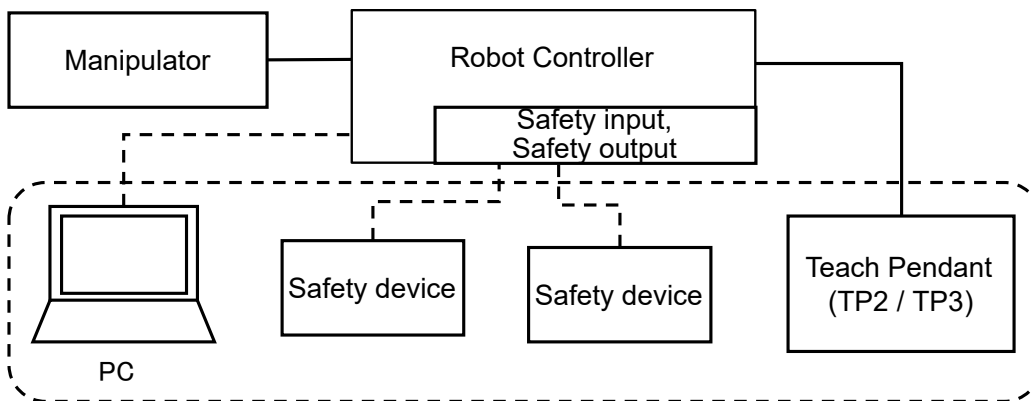 Manipulator
Robot Controller
Safety input,
Safety output
Safety device
Safety device
Teach Pendant
(TP2 / TP3)
PC